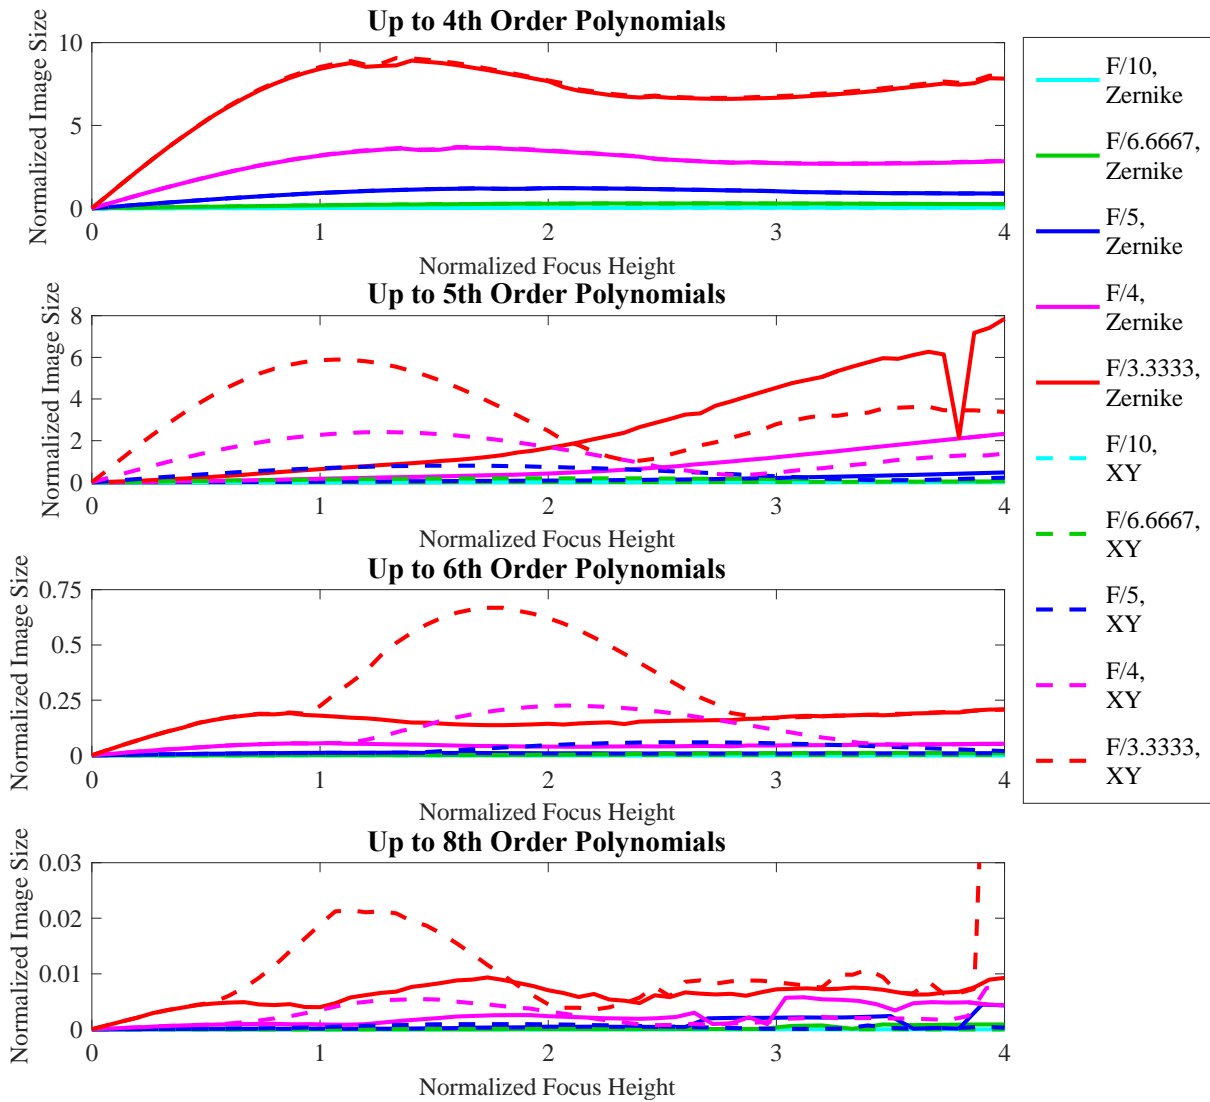 Up to 4th Order Polynomials
Normalized Image Size
10
5
0
0 1 2 3 4
Normalized Focus Height
Up to 5th Order Polynomials
Normalized Image Size
8
6
4
2
0
0 1 2 3 4
Normalized Focus Height
Up to 6th Order Polynomials
Normalized Image Size
0.75
0.5
0.25
0
0 1 2 3 4
Normalized Focus Height
Up to 8th Order Polynomials
Normalized Image Size
0.03
0.02
0.01
0
0 1 2 3 4
Normalized Focus Height
F/10,
Zernike
F/6.6667,
Zernike
F/5,
Zernike
F/4,
Zernike
F/3.3333,
Zernike
F/10,
XY
F/6.6667,
XY
F/5,
XY
F/4,
XY
F/3.3333,
XY